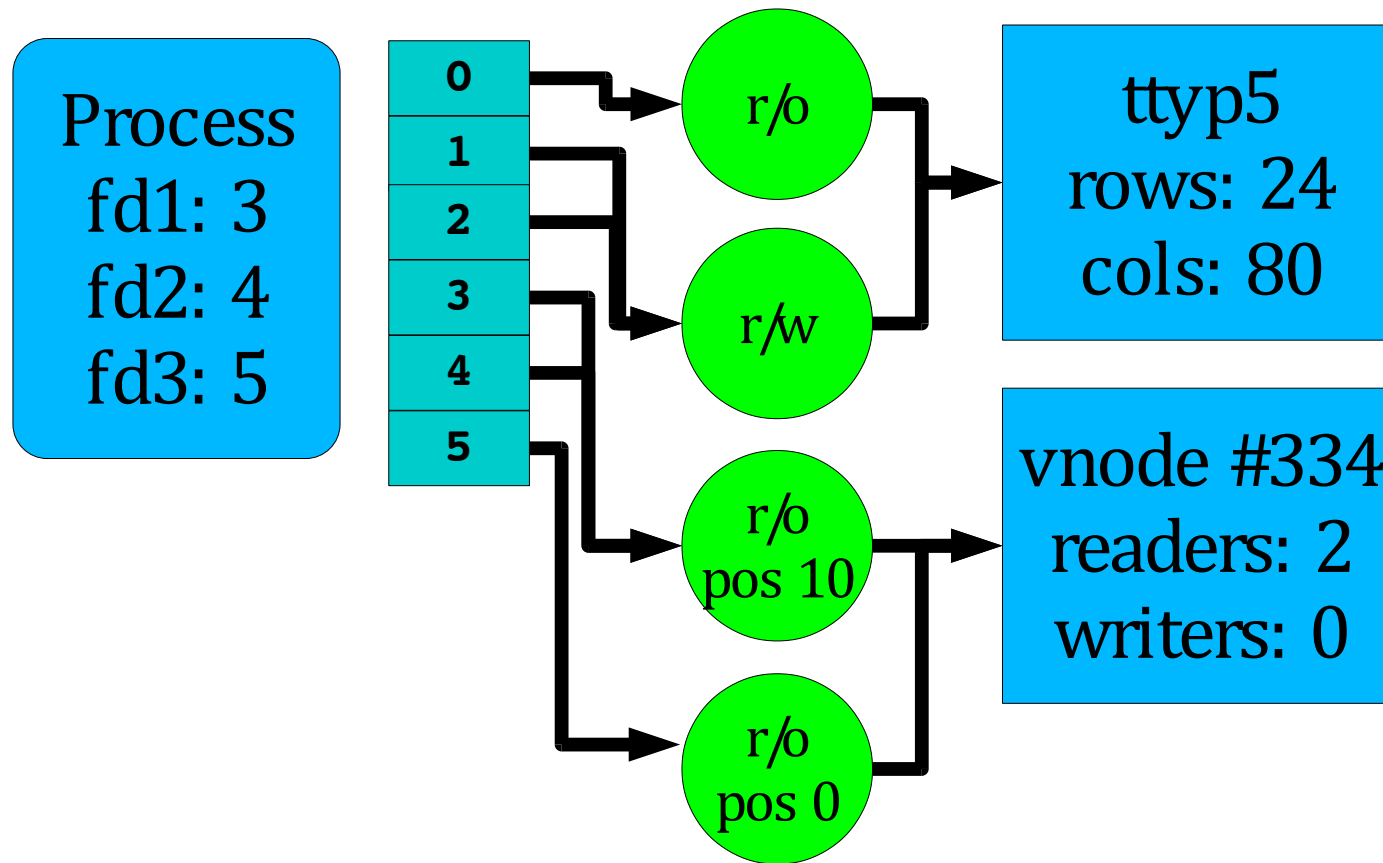 Process
fd1: 3
fd2: 4
fd3: 5
0
1
2
3
4
5
r/o
r/w
r/o
pos 10
r/o
pos 0
ttyp5
rows: 24
cols: 80
vnode #334
readers: 2
writers: 0